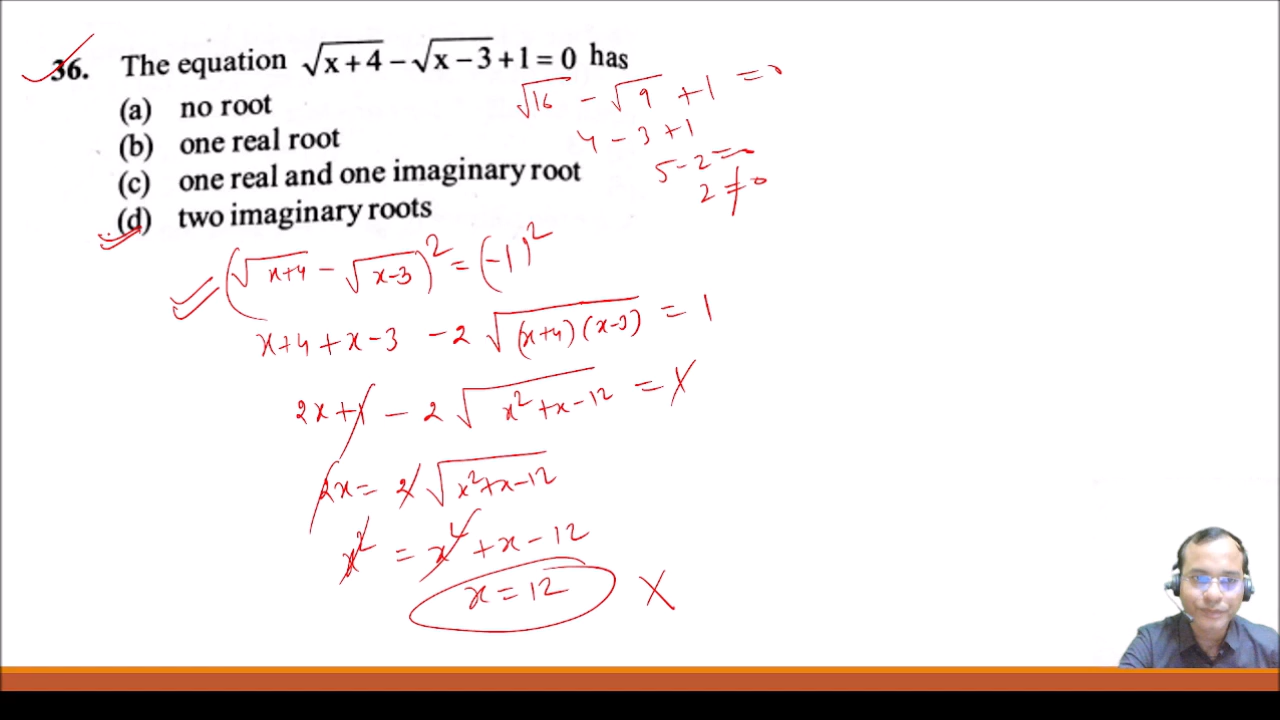 36. The equation √x+4 − √x−3 + 1 = 0 has
(a) no root
(b) one real root
(c) one real and one imaginary root
(d) two imaginary roots
√16 − √9 + 1 = 0
4 − 3 + 1
5 − 2 = 0
2 ≠ 0
(√x+4 − √x−3)² = (−1)²
x+4+x−3 −2 √(x+4)(x−3) = 1
2x+1 − 2 √x²+x−12 = 1
2x = 2 √x²+x−12
x² = x² + x − 12
x = 12